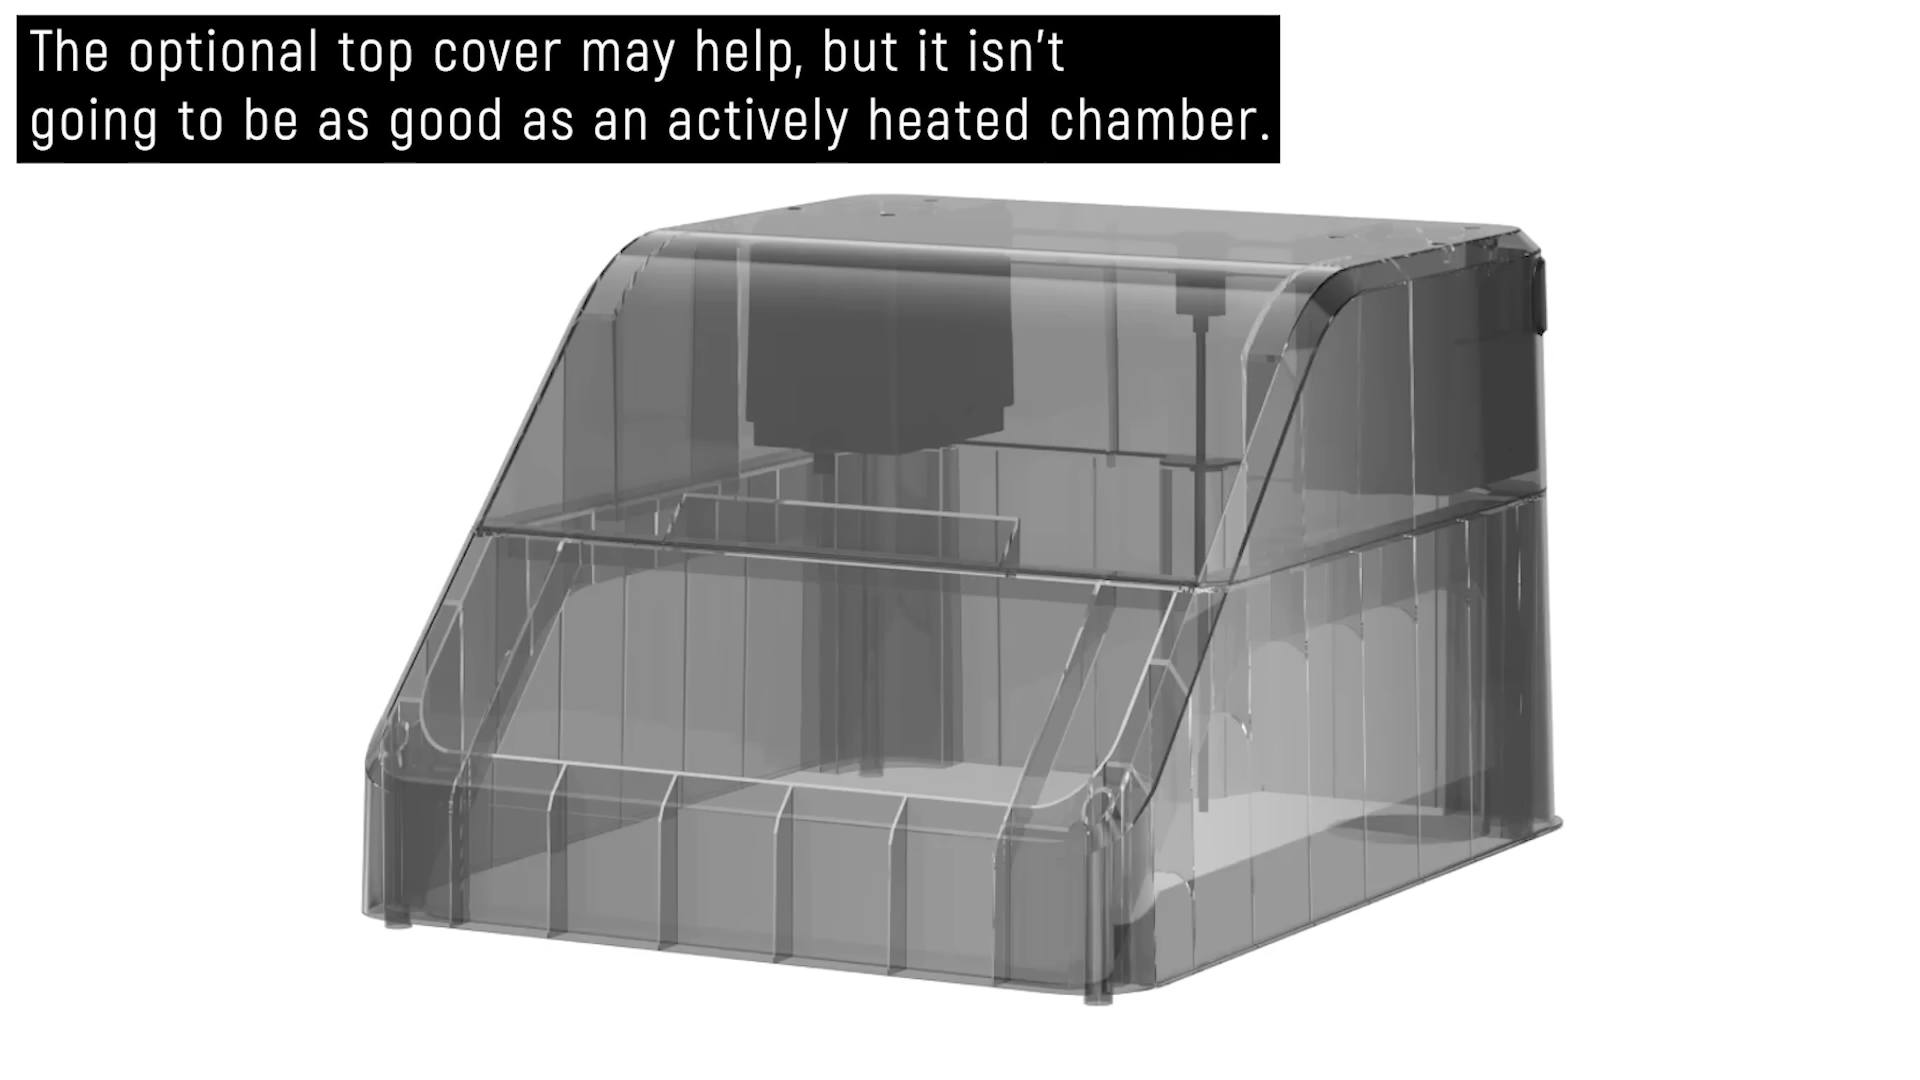 The optional top cover may help, but it isn't
going to be as good as an actively heated chamber.